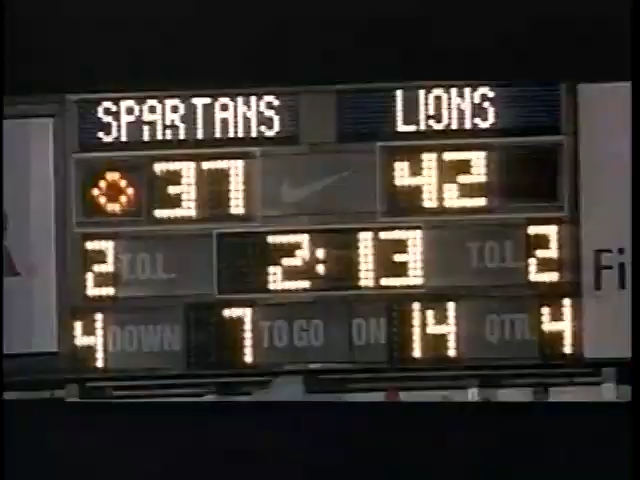 SPARTANS LIONS
37 42
2 T.O.L. 2:13 T.O.L. 2
4 DOWN 7 TO GO ON 14 QTR. 4
Fi